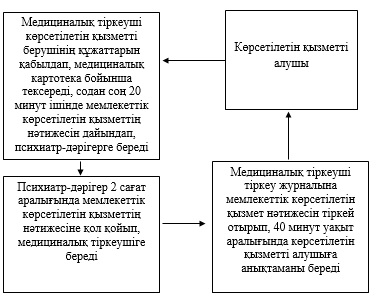 Медициналық тіркеуші
көрсетілетін қызметті
берушінің құжаттарын
қабылдап, медициналық
картотека бойынша
тексереді, содан соң 20
минут ішінде мемлекеттік
көрсетілетін қызметтің
нәтижесін дайындап,
психиатр-дәрігерге береді
Көрсетілетін қызметті
алушы
Психиатр-дәрігер 2 сағат
аралығында мемлекеттік
көрсетілетін қызметтің
нәтижесіне қол қойып,
медициналық тіркеушіге
береді
Медициналық тіркеуші
тіркеу журналына
мемлекеттік көрсетілетін
қызмет нәтижесін тіркей
отырып, 40 минут уақыт
аралығында көрсетілетін
қызметті алушыға
анықтаманы береді